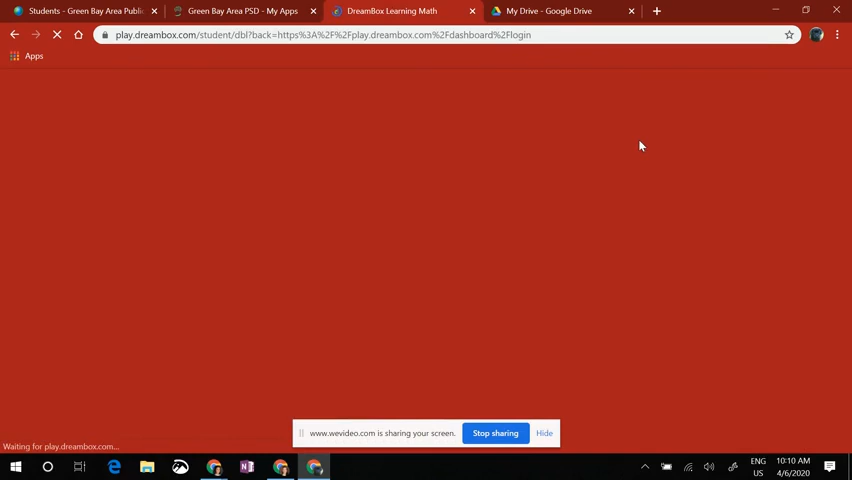 Students - Green Bay Area Public
Green Bay Area PSD - My Apps
DreamBox Learning Math
My Drive - Google Drive
play.dreambox.com/student/dbl?back=https%3A%2F%2Fplay.dreambox.com%2Fdashboard%2Flogin
Apps
www.wevideo.com is sharing your screen.
Stop sharing
Hide
Waiting for play.dreambox.com...
ENG
US
10:10 AM
4/6/2020